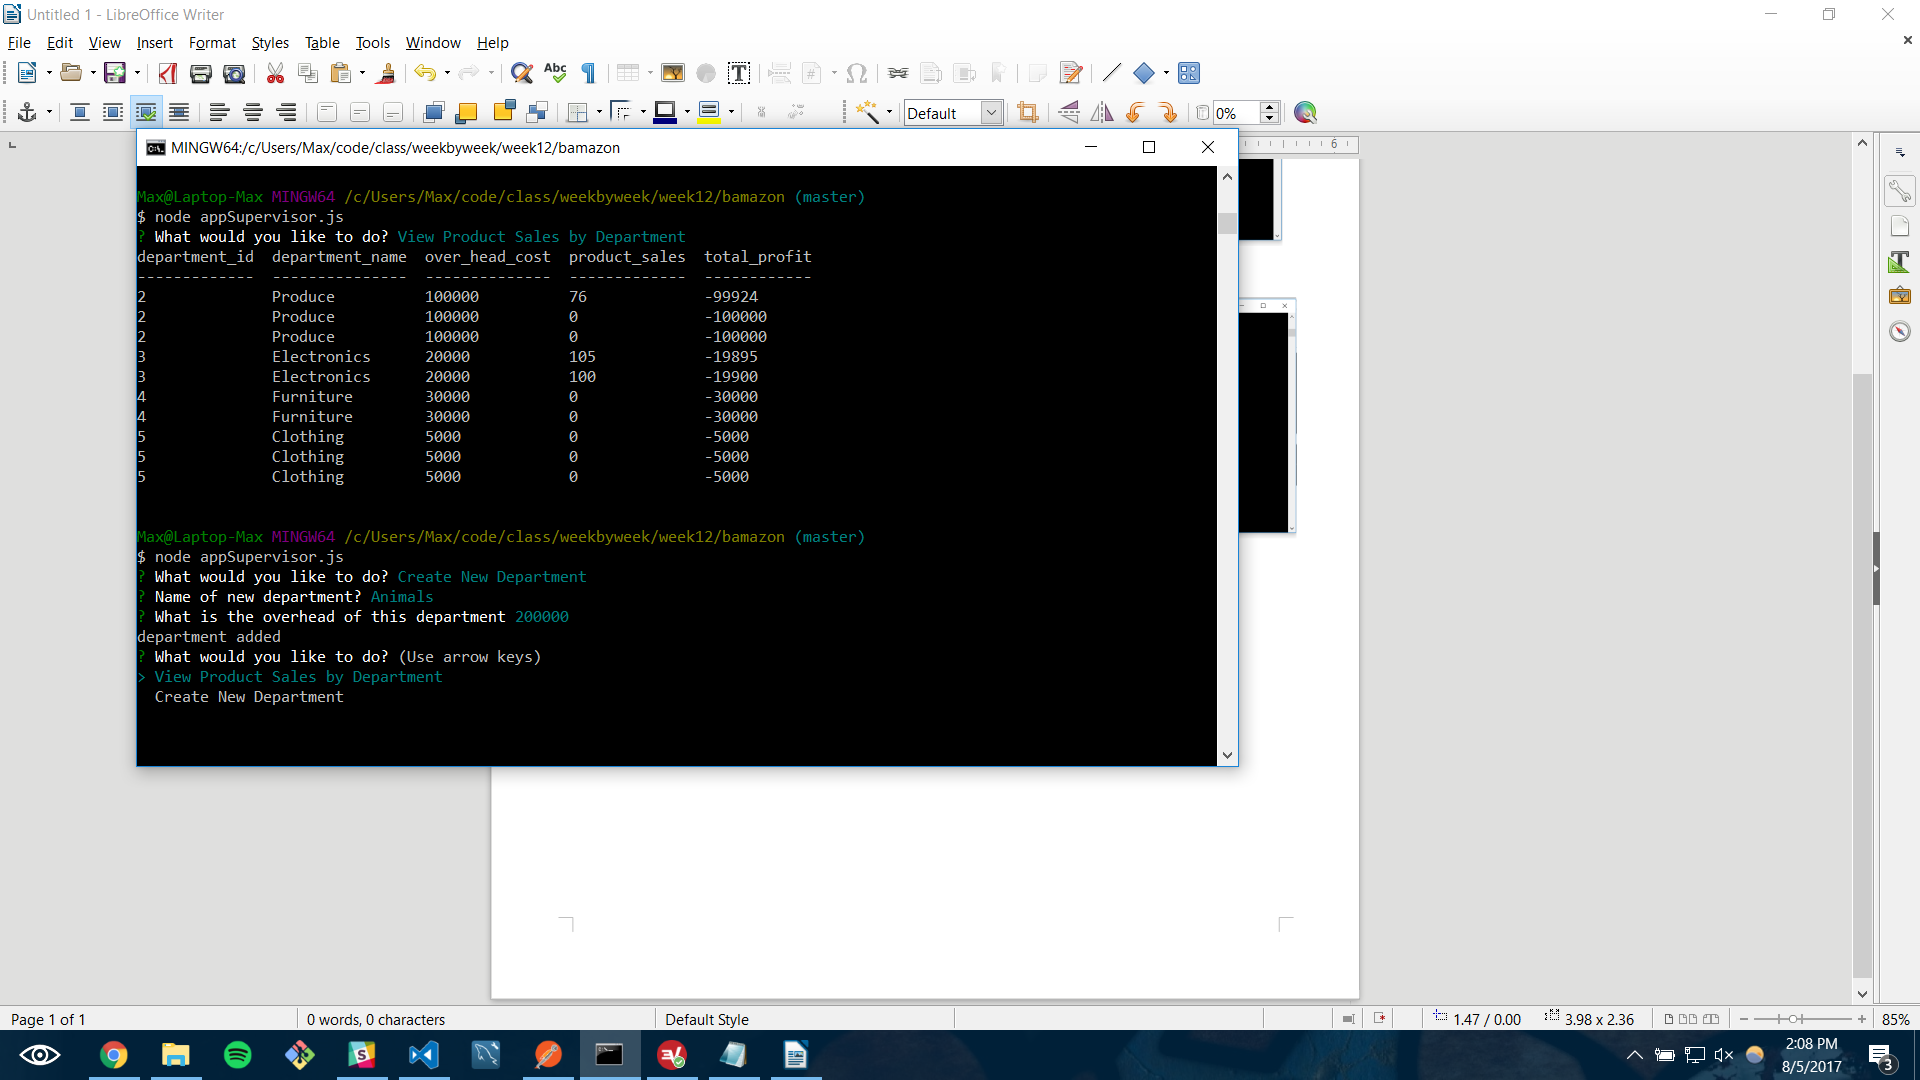 Untitled 1 - LibreOffice Writer
File Edit View Insert Format Styles Table Tools Window Help
Abc
Default
0%
6
MINGW64:/c/Users/Max/code/class/weekbyweek/week12/bamazon
Max@Laptop-Max MINGW64 /c/Users/Max/code/class/weekbyweek/week12/bamazon (master)
$ node appSupervisor.js
? What would you like to do? View Product Sales by Department
department_id  department_name  over_head_cost  product_sales  total_profit
-------------  ---------------  --------------  -------------  ------------
2              Produce          100000          76             -99924
2              Produce          100000          0              -100000
2              Produce          100000          0              -100000
3              Electronics      20000           105            -19895
3              Electronics      20000           100            -19900
4              Furniture        30000           0              -30000
4              Furniture        30000           0              -30000
5              Clothing         5000            0              -5000
5              Clothing         5000            0              -5000
5              Clothing         5000            0              -5000
Max@Laptop-Max MINGW64 /c/Users/Max/code/class/weekbyweek/week12/bamazon (master)
$ node appSupervisor.js
? What would you like to do? Create New Department
? Name of new department? Animals
? What is the overhead of this department 200000
department added
? What would you like to do? (Use arrow keys)
> View Product Sales by Department
  Create New Department
Page 1 of 1
0 words, 0 characters
Default Style
1.47 / 0.00
3.98 x 2.36
85%
2:08 PM
8/5/2017
3